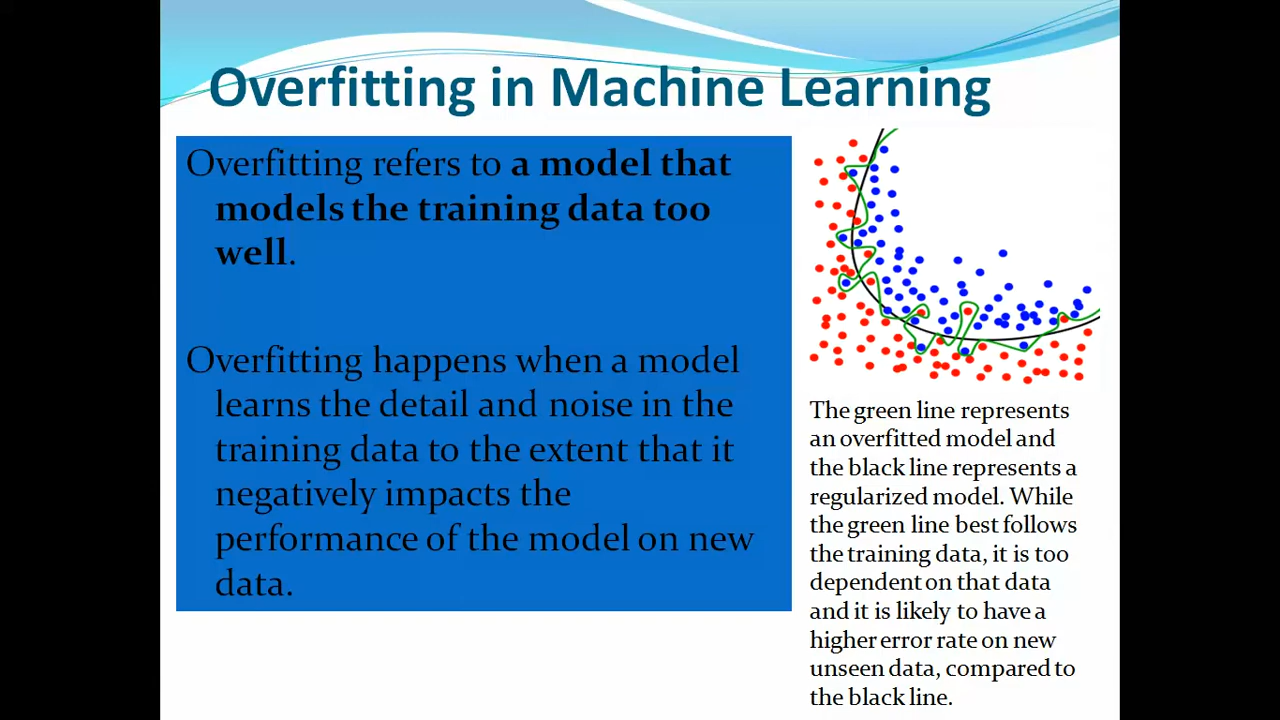 Overfitting in Machine Learning
Overfitting refers to a model that
models the training data too
well.
Overfitting happens when a model
learns the detail and noise in the
training data to the extent that it
negatively impacts the
performance of the model on new
data.
The green line represents
an overfitted model and
the black line represents a
regularized model. While
the green line best follows
the training data, it is too
dependent on that data
and it is likely to have a
higher error rate on new
unseen data, compared to
the black line.